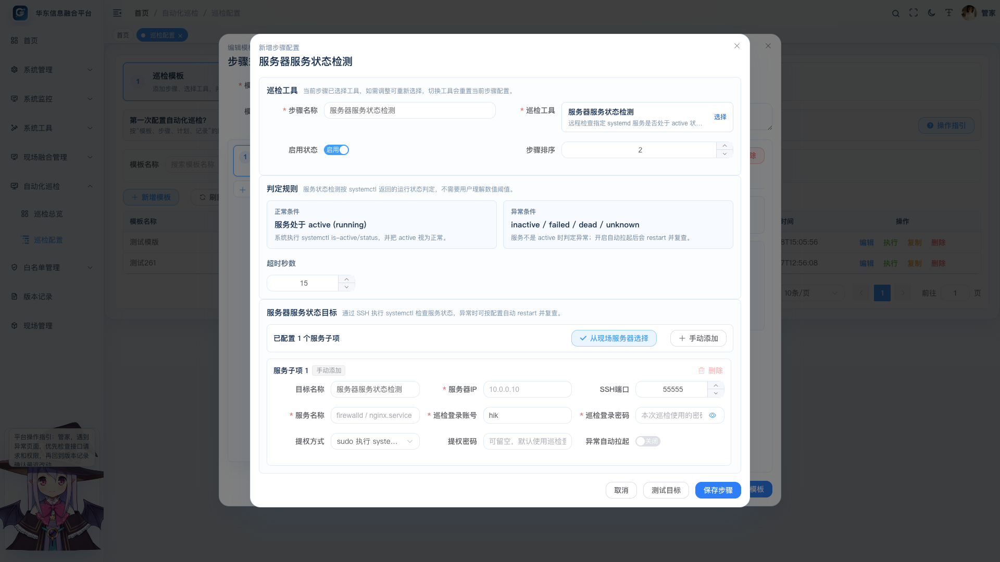 华东信息融合平台
首页 / 自动化巡检 / 巡检配置
管家
首页
巡检配置
首页
系统管理
系统监控
系统工具
现场融合管理
自动化巡检
巡检总览
巡检配置
白名单管理
版本记录
现场管理
平台操作指引：管家，遇到
异常页面，优先检查接口请
求和权限，再回到版本记录
确认最近改动
1
巡检模板
添加步骤、选择工具，
第一次配置自动化巡检?
按“模板、步骤、计划、记录”的
操作指引
模板名称
搜索模板名称
新增模板
刷
模板名称
时间
操作
测试模版
8T15:05:56
编辑 执行 复制 删除
测试261
7T12:56:08
编辑 执行 复制 删除
10条/页
1
前往 1 页
编辑模
步骤
* 模
模
1
除
模板
新增步骤配置
服务器服务状态检测
巡检工具 当前步骤已选择工具，如需调整可重新选择，切换工具会重置当前步骤配置。
* 步骤名称 服务器服务状态检测
* 巡检工具 服务器服务状态检测
远程检查指定 systemd 服务是否处于 active 状...
选择
启用状态 启用
步骤排序 2
判定规则 服务状态检测按 systemctl 返回的运行状态判定，不需要用户理解数值阈值。
正常条件
服务处于 active (running)
系统执行 systemctl is-active/status，并把 active 视为正常。
异常条件
inactive / failed / dead / unknown
服务不是 active 时判定异常；开启自动拉起后会 restart 并复查。
超时秒数
15
服务器服务状态目标 通过 SSH 执行 systemctl 检查服务状态，异常时可按配置自动 restart 并复查。
已配置 1 个服务子项
从现场服务器选择
手动添加
服务子项 1 手动添加
删除
目标名称 服务器服务状态检测
* 服务器IP 10.0.0.10
SSH端口 55555
* 服务名称 firewalld / nginx.service
* 巡检登录账号 hik
* 巡检登录密码 本次巡检使用的密
提权方式 sudo 执行 syste...
提权密码 可留空，默认使用巡检
异常自动拉起 关闭
取消
测试目标
保存步骤